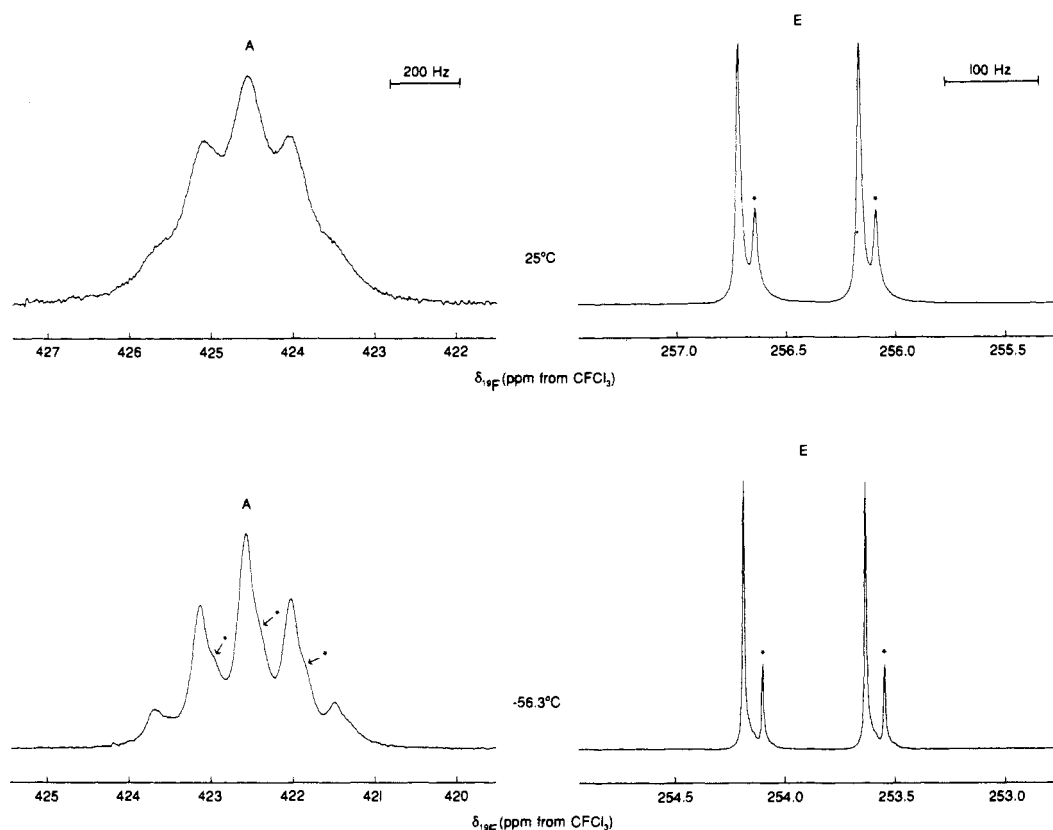 A
E
200 Hz
100 Hz
*
*
25°C
427 426 425 424 423 422
257.0 256.5 256.0 255.5
δ19F (ppm from CFCl3)
A
E
*
*
*
*
*
-56.3°C
425 424 423 422 421 420
254.5 254.0 253.5 253.0
δ19F (ppm from CFCl3)